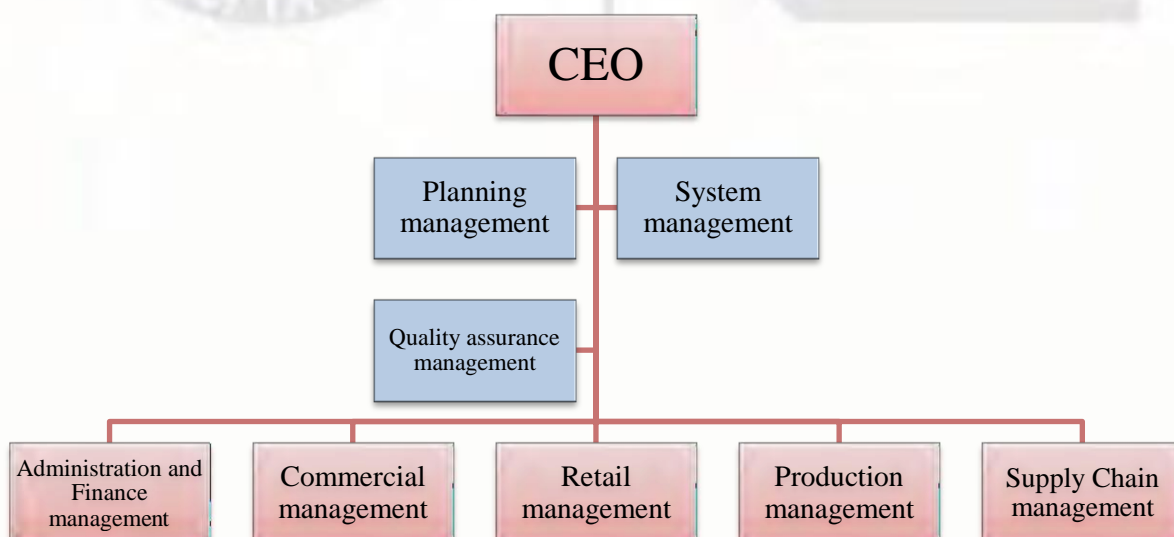 CEO
Planning
management
System
management
Quality assurance
management
Administration and
Finance
management
Commercial
management
Retail
management
Production
management
Supply Chain
management